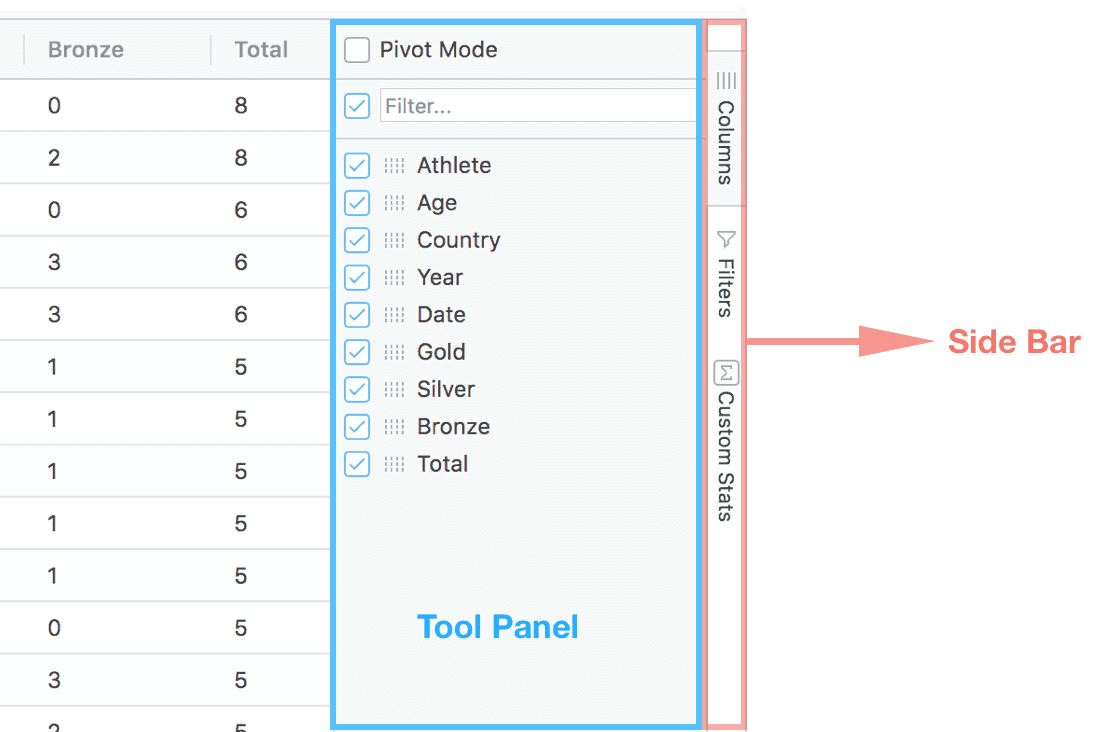 Bronze Total
0 8
2 8
0 6
3 6
3 6
1 5
1 5
1 5
1 5
1 5
0 5
3 5
2 5
Pivot Mode
Filter...
Athlete
Age
Country
Year
Date
Gold
Silver
Bronze
Total
Tool Panel
Columns
Filters
Custom Stats
Side Bar